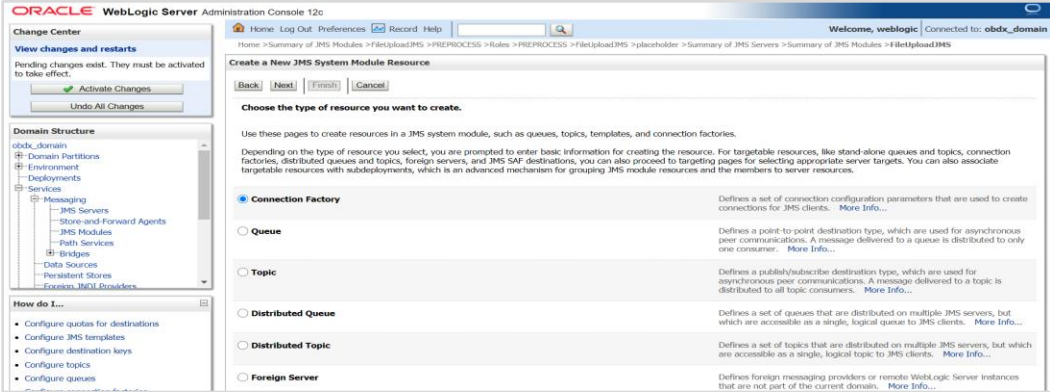 ORACLE WebLogic Server Administration Console 12c
Change Center
View changes and restarts
Pending changes exist. They must be activated
to take effect.
Activate Changes
Undo All Changes
Domain Structure
obdx_domain
Domain Partitions
Environment
Deployments
Services
Messaging
JMS Servers
Store-and-Forward Agents
JMS Modules
Path Services
Bridges
Data Sources
Persistent Stores
Foreign JNDI Providers
How do I...
Configure quotas for destinations
Configure JMS templates
Configure destination keys
Configure topics
Configure queues
Configure connection factories
Home Log Out Preferences Record Help
Welcome, weblogic Connected to: obdx_domain
Home >Summary of JMS Modules >FileUploadJMS >PREPROCESS >Roles >PREPROCESS >FileUploadJMS >placeholder >Summary of JMS Servers >Summary of JMS Modules >FileUploadJMS
Create a New JMS System Module Resource
Back Next Finish Cancel
Choose the type of resource you want to create.
Use these pages to create resources in a JMS system module, such as queues, topics, templates, and connection factories.
Depending on the type of resource you select, you are prompted to enter basic information for creating the resource. For targetable resources, like stand-alone queues and topics, connection
factories, distributed queues and topics, foreign servers, and JMS SAF destinations, you can also proceed to targeting pages for selecting appropriate server targets. You can also associate
targetable resources with subdeployments, which is an advanced mechanism for grouping JMS module resources and the members to server resources.
Connection Factory
Defines a set of connection configuration parameters that are used to create
connections for JMS clients. More Info...
Queue
Defines a point-to-point destination type, which are used for asynchronous
peer communications. A message delivered to a queue is distributed to only
one consumer. More Info...
Topic
Defines a publish/subscribe destination type, which are used for
asynchronous peer communications. A message delivered to a topic is
distributed to all topic consumers. More Info...
Distributed Queue
Defines a set of queues that are distributed on multiple JMS servers, but
which are accessible as a single, logical queue to JMS clients. More Info...
Distributed Topic
Defines a set of topics that are distributed on multiple JMS servers, but which
are accessible as a single, logical topic to JMS clients. More Info...
Foreign Server
Defines foreign messaging providers or remote WebLogic Server instances
that are not part of the current domain. More Info...